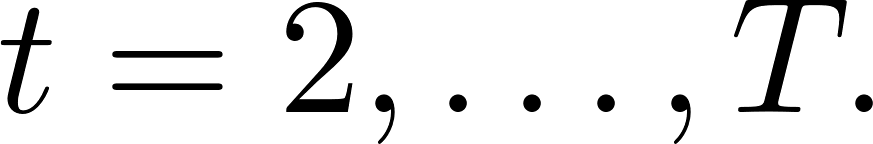 t = 2, . . . , T.